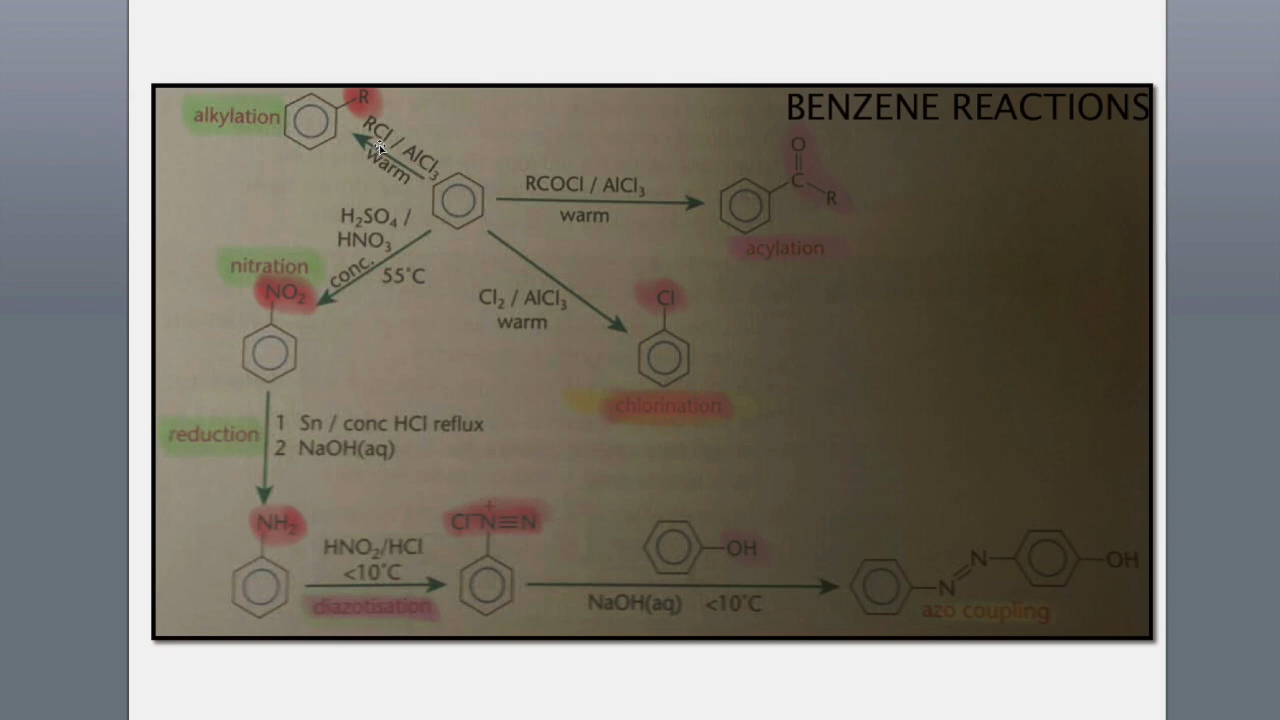 BENZENE REACTIONS
alkylation
R
RCl / AlCl₃
warm
RCOCl / AlCl₃
warm
O
C
R
acylation
H₂SO₄ /
HNO₃
conc.
55°C
nitration
NO₂
Cl₂ / AlCl₃
warm
Cl
chlorination
reduction
1 Sn / conc HCl reflux
2 NaOH(aq)
NH₂
HNO₂/HCl
<10°C
diazotisation
Cl⁻N⁺≡N
OH
NaOH(aq) <10°C
N
N
OH
azo coupling